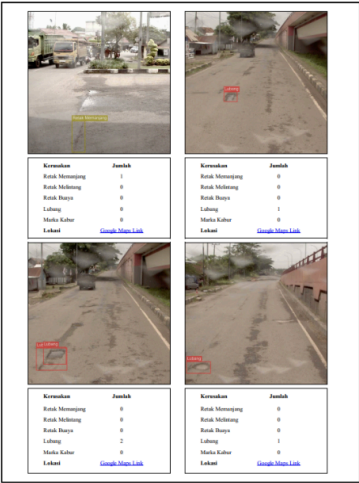 Retak Memanjang
Kerusakan Jumlah
Retak Memanjang 1
Retak Melintang 0
Retak Buaya 0
Lubang 0
Marka Kabur 0
Lokasi Google Maps Link
Lubang
Kerusakan Jumlah
Retak Memanjang 0
Retak Melintang 0
Retak Buaya 0
Lubang 1
Marka Kabur 0
Lokasi Google Maps Link
Lubang
Kerusakan Jumlah
Retak Memanjang 0
Retak Melintang 0
Retak Buaya 0
Lubang 2
Marka Kabur 0
Lokasi Google Maps Link
Lubang
Kerusakan Jumlah
Retak Memanjang 0
Retak Melintang 0
Retak Buaya 0
Lubang 1
Marka Kabur 0
Lokasi Google Maps Link